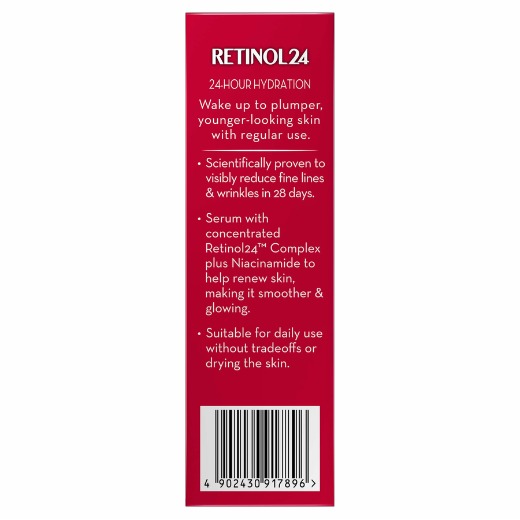 RETINOL24
24-HOUR HYDRATION
Wake up to plumper,
younger-looking skin
with regular use.
• Scientifically proven to
visibly reduce fine lines
& wrinkles in 28 days.
• Serum with
concentrated
Retinol24™ Complex
plus Niacinamide to
help renew skin,
making it smoother &
glowing.
• Suitable for daily use
without tradeoffs or
drying the skin.
4 902430 917896 >